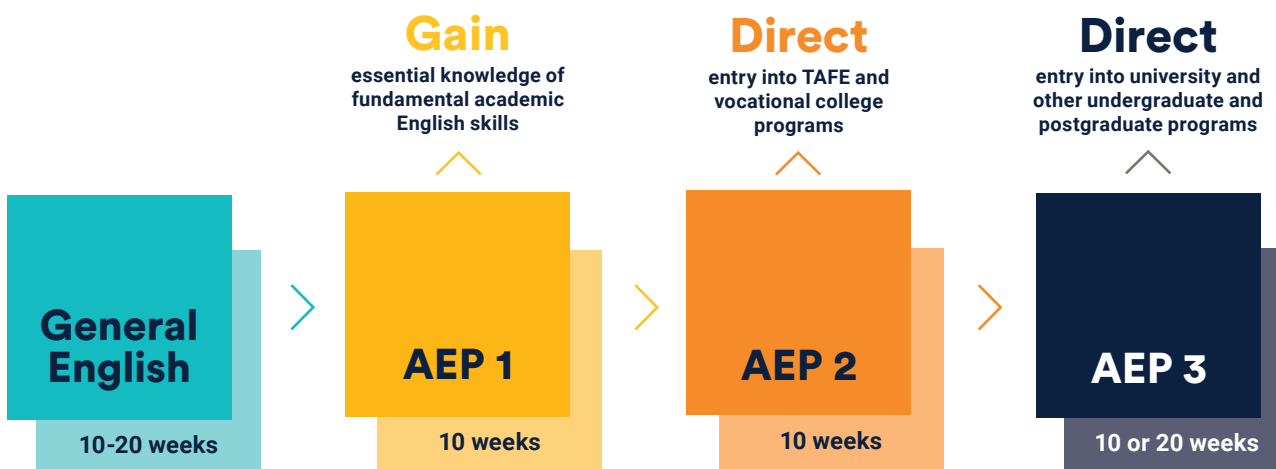 Gain
essential knowledge of
fundamental academic
English skills
Direct
entry into TAFE and
vocational college
programs
Direct
entry into university and
other undergraduate and
postgraduate programs
General
English
10-20 weeks
AEP 1
10 weeks
AEP 2
10 weeks
AEP 3
10 or 20 weeks